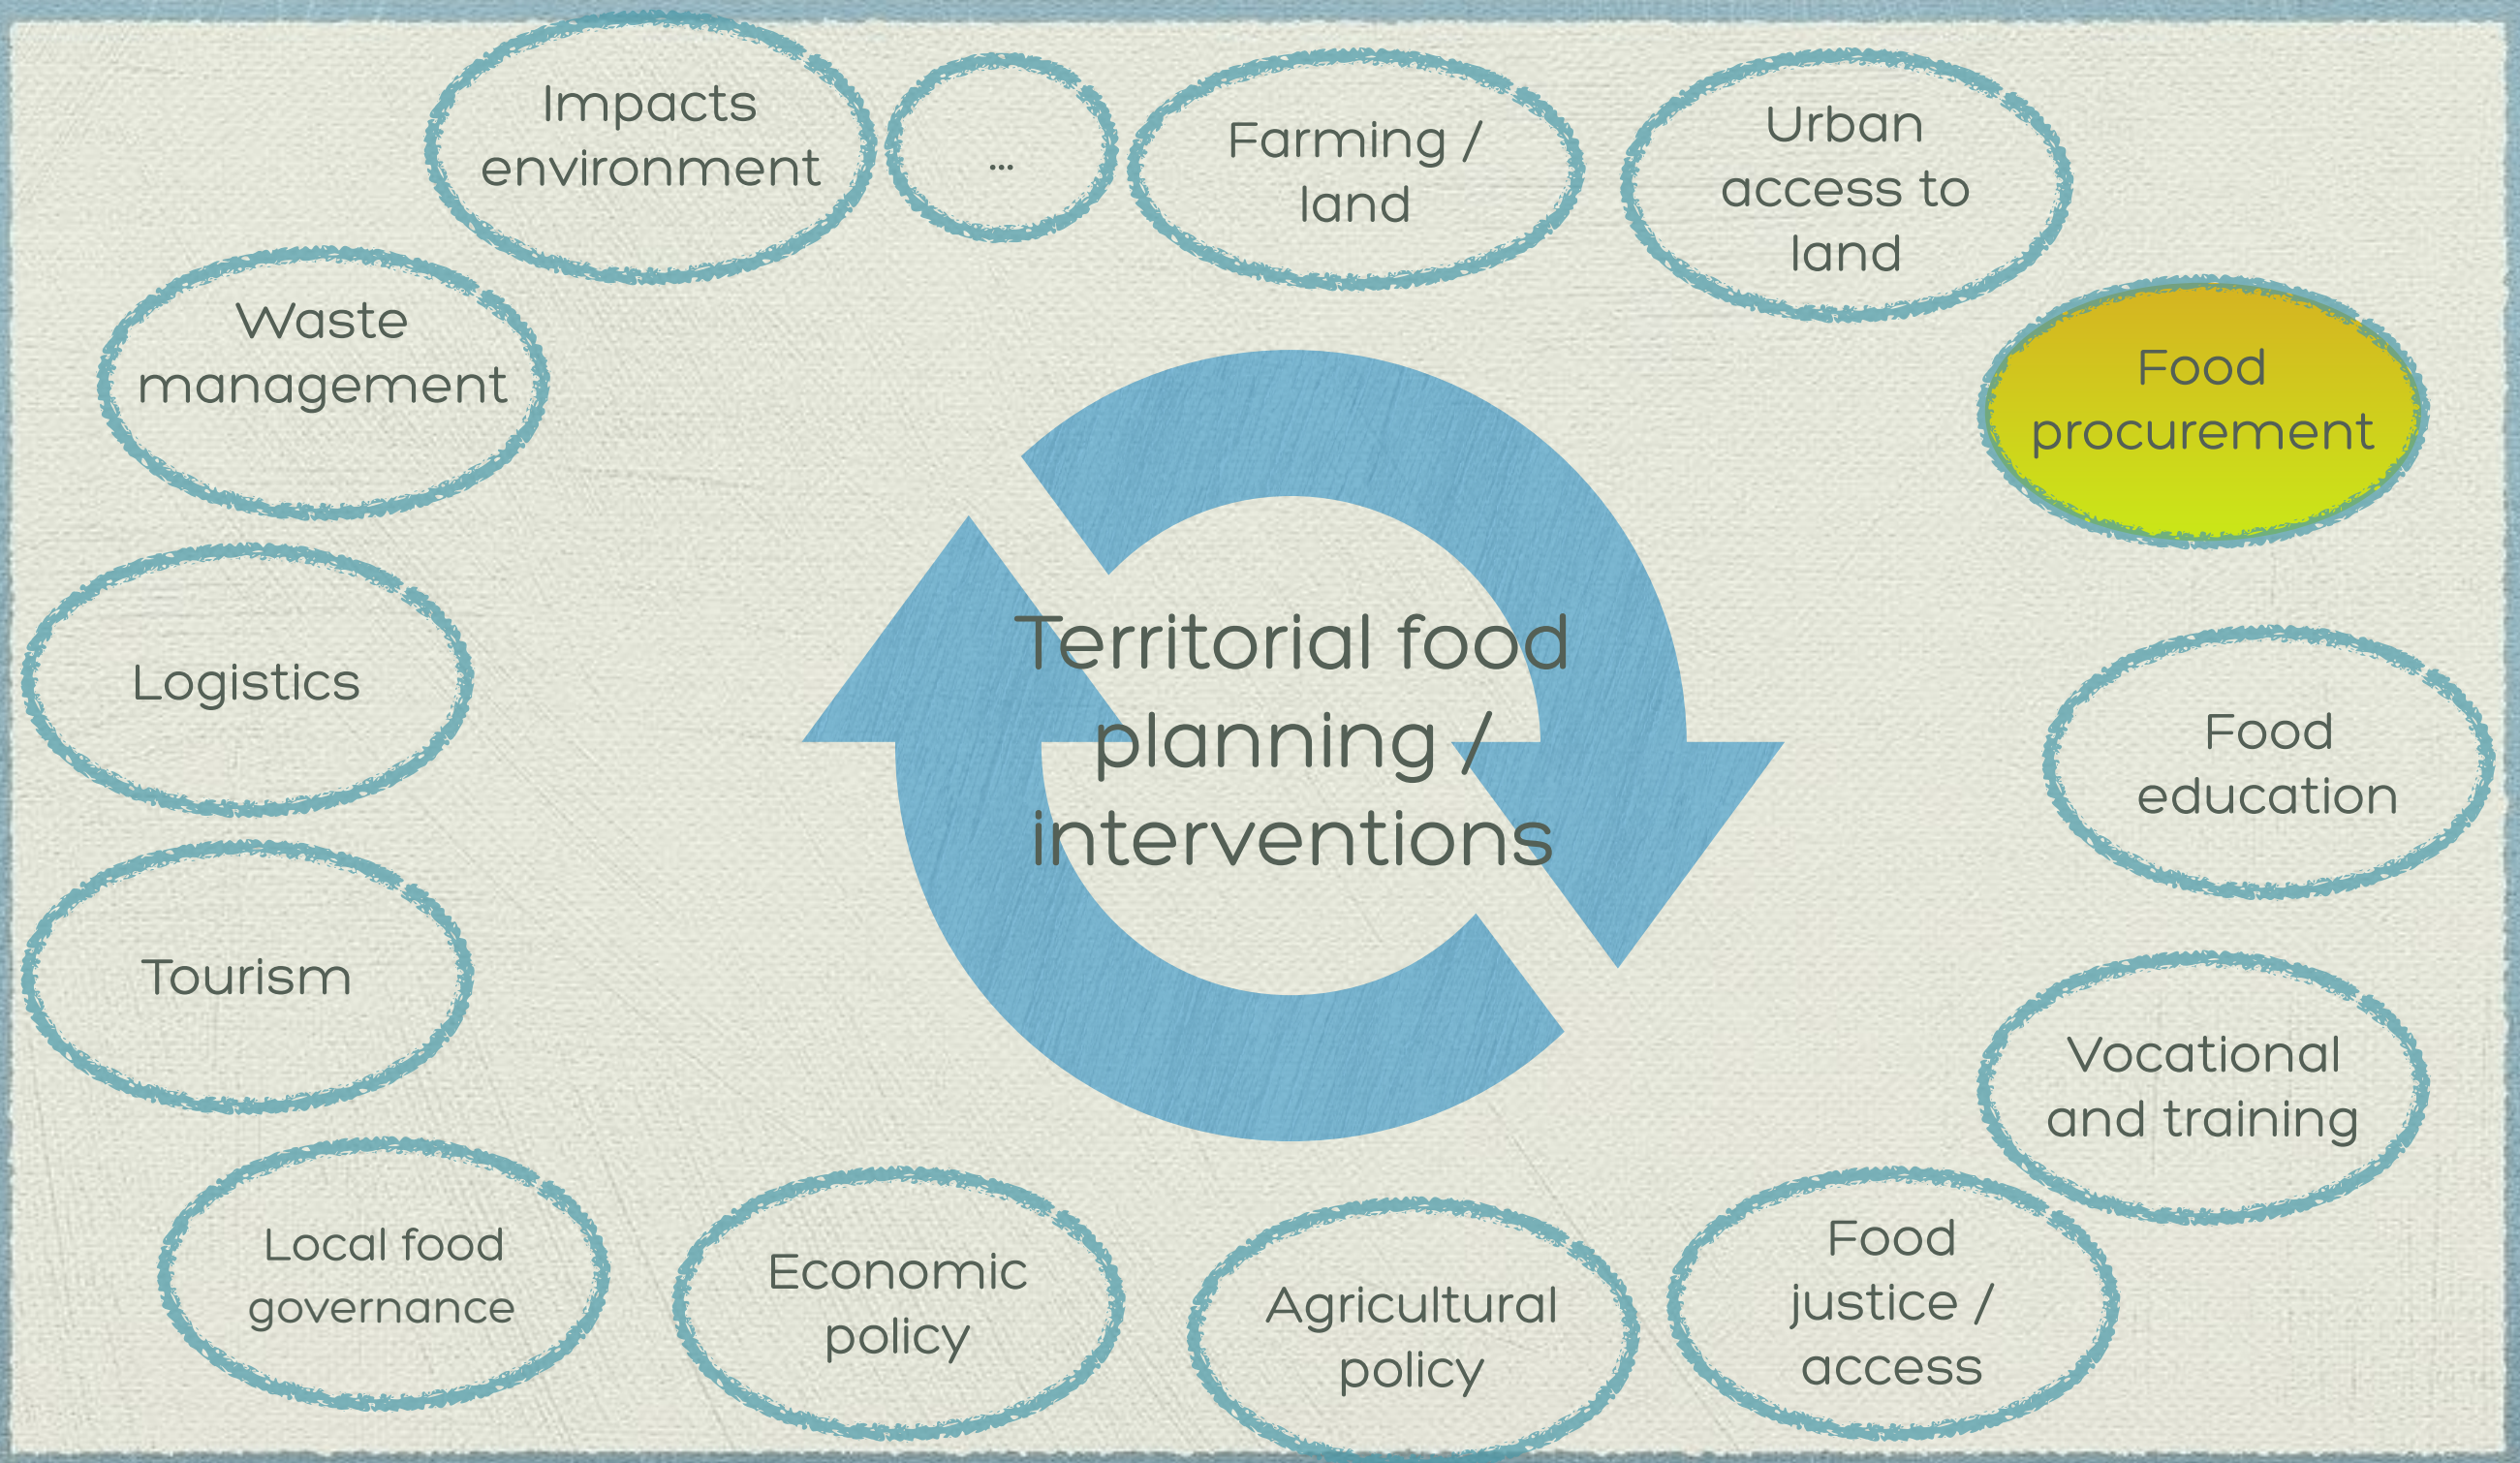 Impacts
environment
...
Farming /
land
Urban
access to
land
Waste
management
Food
procurement
Logistics
Territorial food
planning /
interventions
Food
education
Tourism
Vocational
and training
Local food
governance
Economic
policy
Agricultural
policy
Food
justice /
access